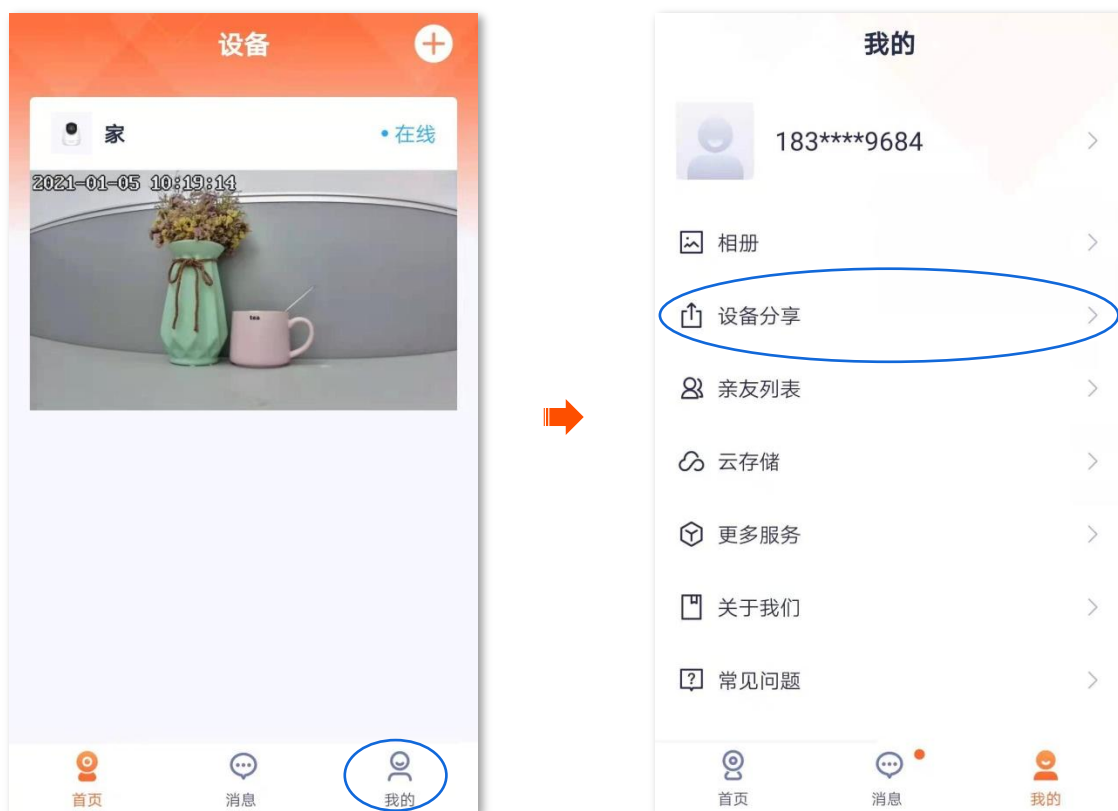 设备
家
•在线
2021-01-05 10:19:14
tea
首页
消息
我的
我的
183****9684
相册
设备分享
亲友列表
云存储
更多服务
关于我们
常见问题
首页
消息
我的